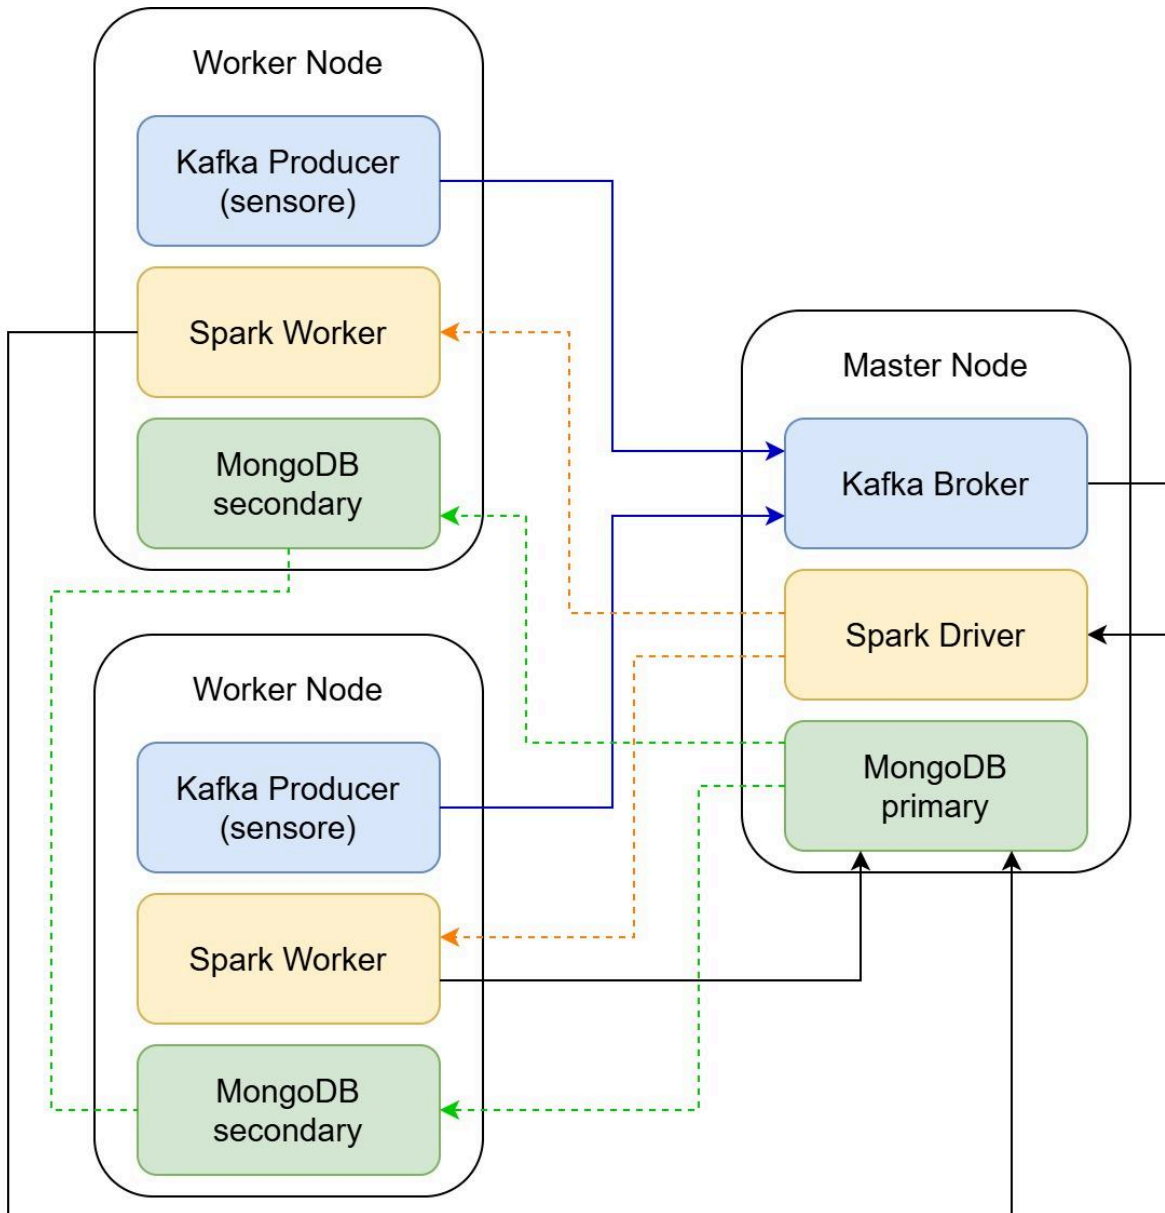 Worker Node
Kafka Producer
(sensore)
Spark Worker
MongoDB
secondary
Worker Node
Kafka Producer
(sensore)
Spark Worker
MongoDB
secondary
Master Node
Kafka Broker
Spark Driver
MongoDB
primary